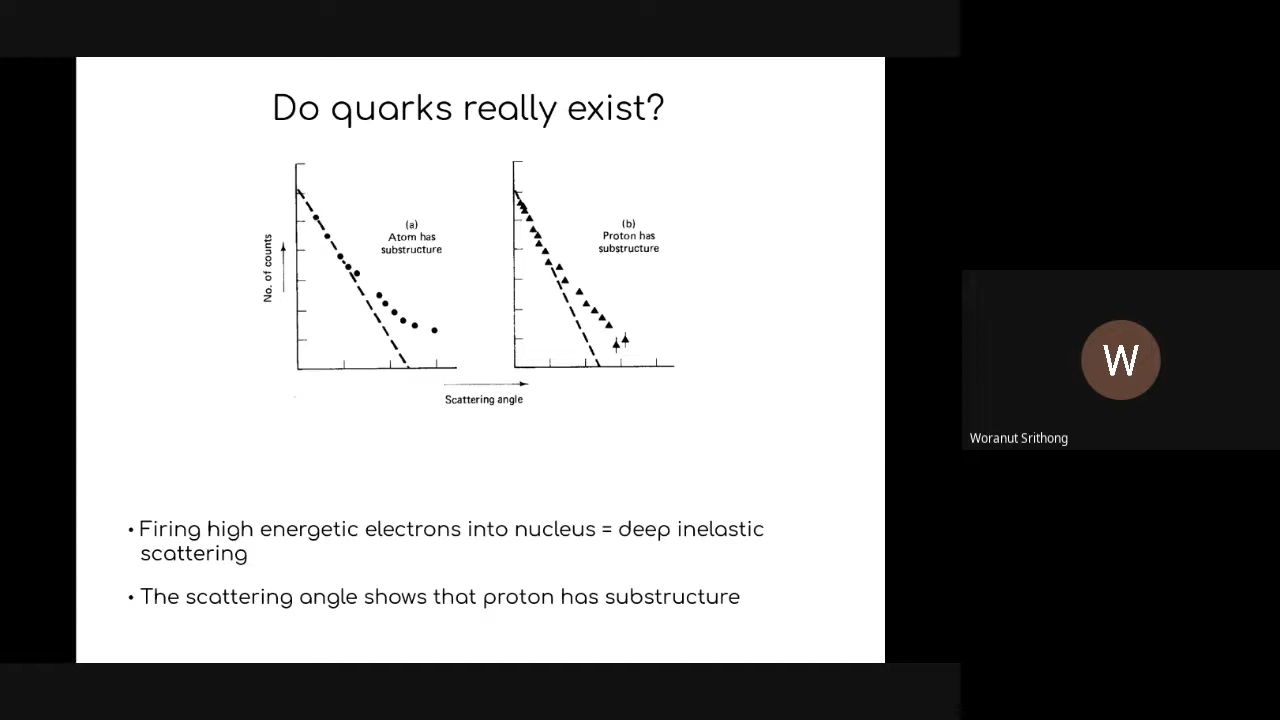 Do quarks really exist?
(a)
Atom has
substructure
(b)
Proton has
substructure
No. of counts
Scattering angle
• Firing high energetic electrons into nucleus = deep inelastic
scattering
• The scattering angle shows that proton has substructure
W
Woranut Srithong